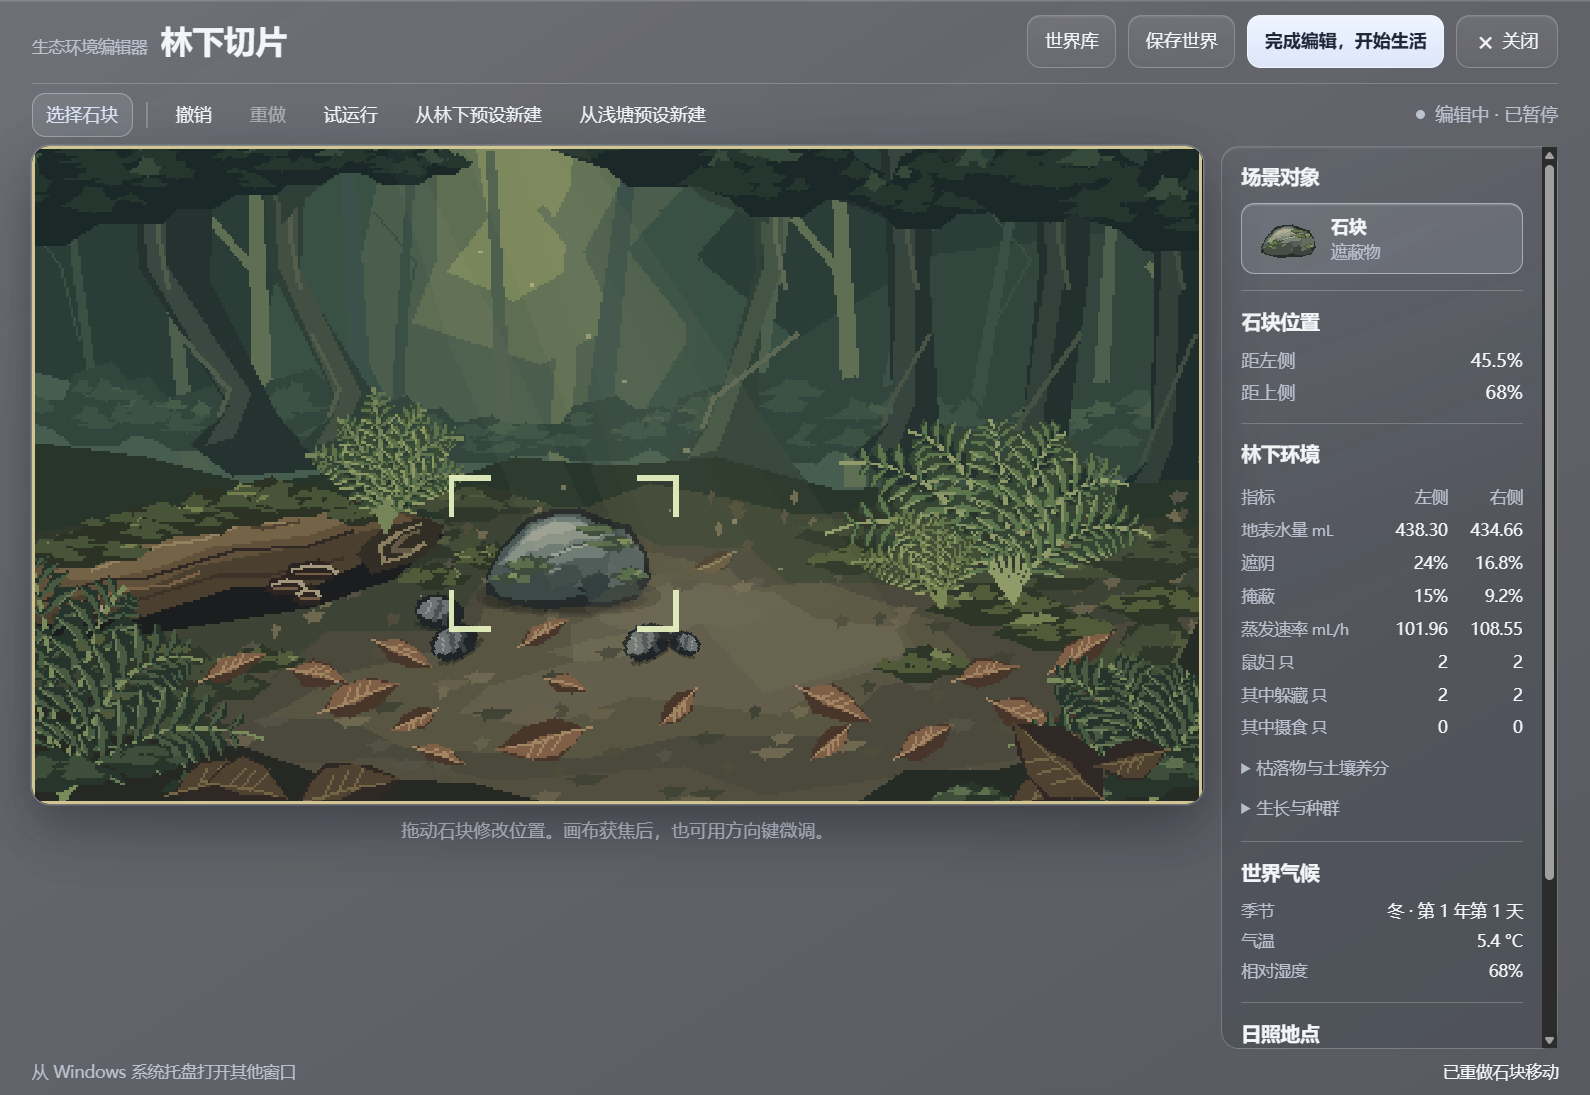 生态环境编辑器 林下切片
世界库 保存世界 完成编辑，开始生活 × 关闭
选择石块 撤销 重做 试运行 从林下预设新建 从浅塘预设新建
编辑中 · 已暂停
场景对象
石块
遮蔽物
石块位置
距左侧 45.5%
距上侧 68%
林下环境
指标 左侧 右侧
地表水量 mL 438.30 434.66
遮阴 24% 16.8%
掩蔽 15% 9.2%
蒸发速率 mL/h 101.96 108.55
鼠妇 只 2 2
其中躲藏 只 2 2
其中摄食 只 0 0
枯落物与土壤养分
生长与种群
世界气候
季节 冬 · 第 1 年第 1 天
气温 5.4 °C
相对湿度 68%
日照地点
拖动石块修改位置。画布获焦后，也可用方向键微调。
从 Windows 系统托盘打开其他窗口
已重做石块移动